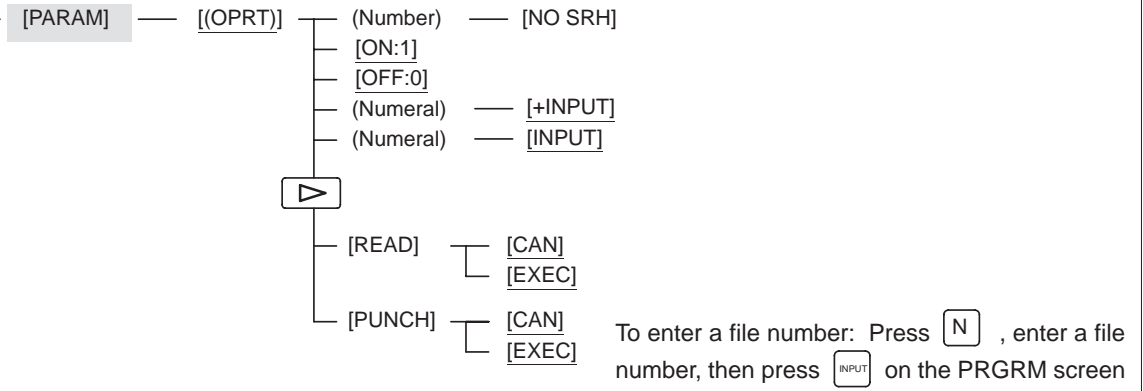 [PARAM] [(OPRT)] (Number) [NO SRH]
[ON:1]
[OFF:0]
(Numeral) [+INPUT]
(Numeral) [INPUT]
[READ] [CAN]
[EXEC]
[PUNCH] [CAN]
[EXEC]
To enter a file number: Press N , enter a file
number, then press INPUT on the PRGRM screen